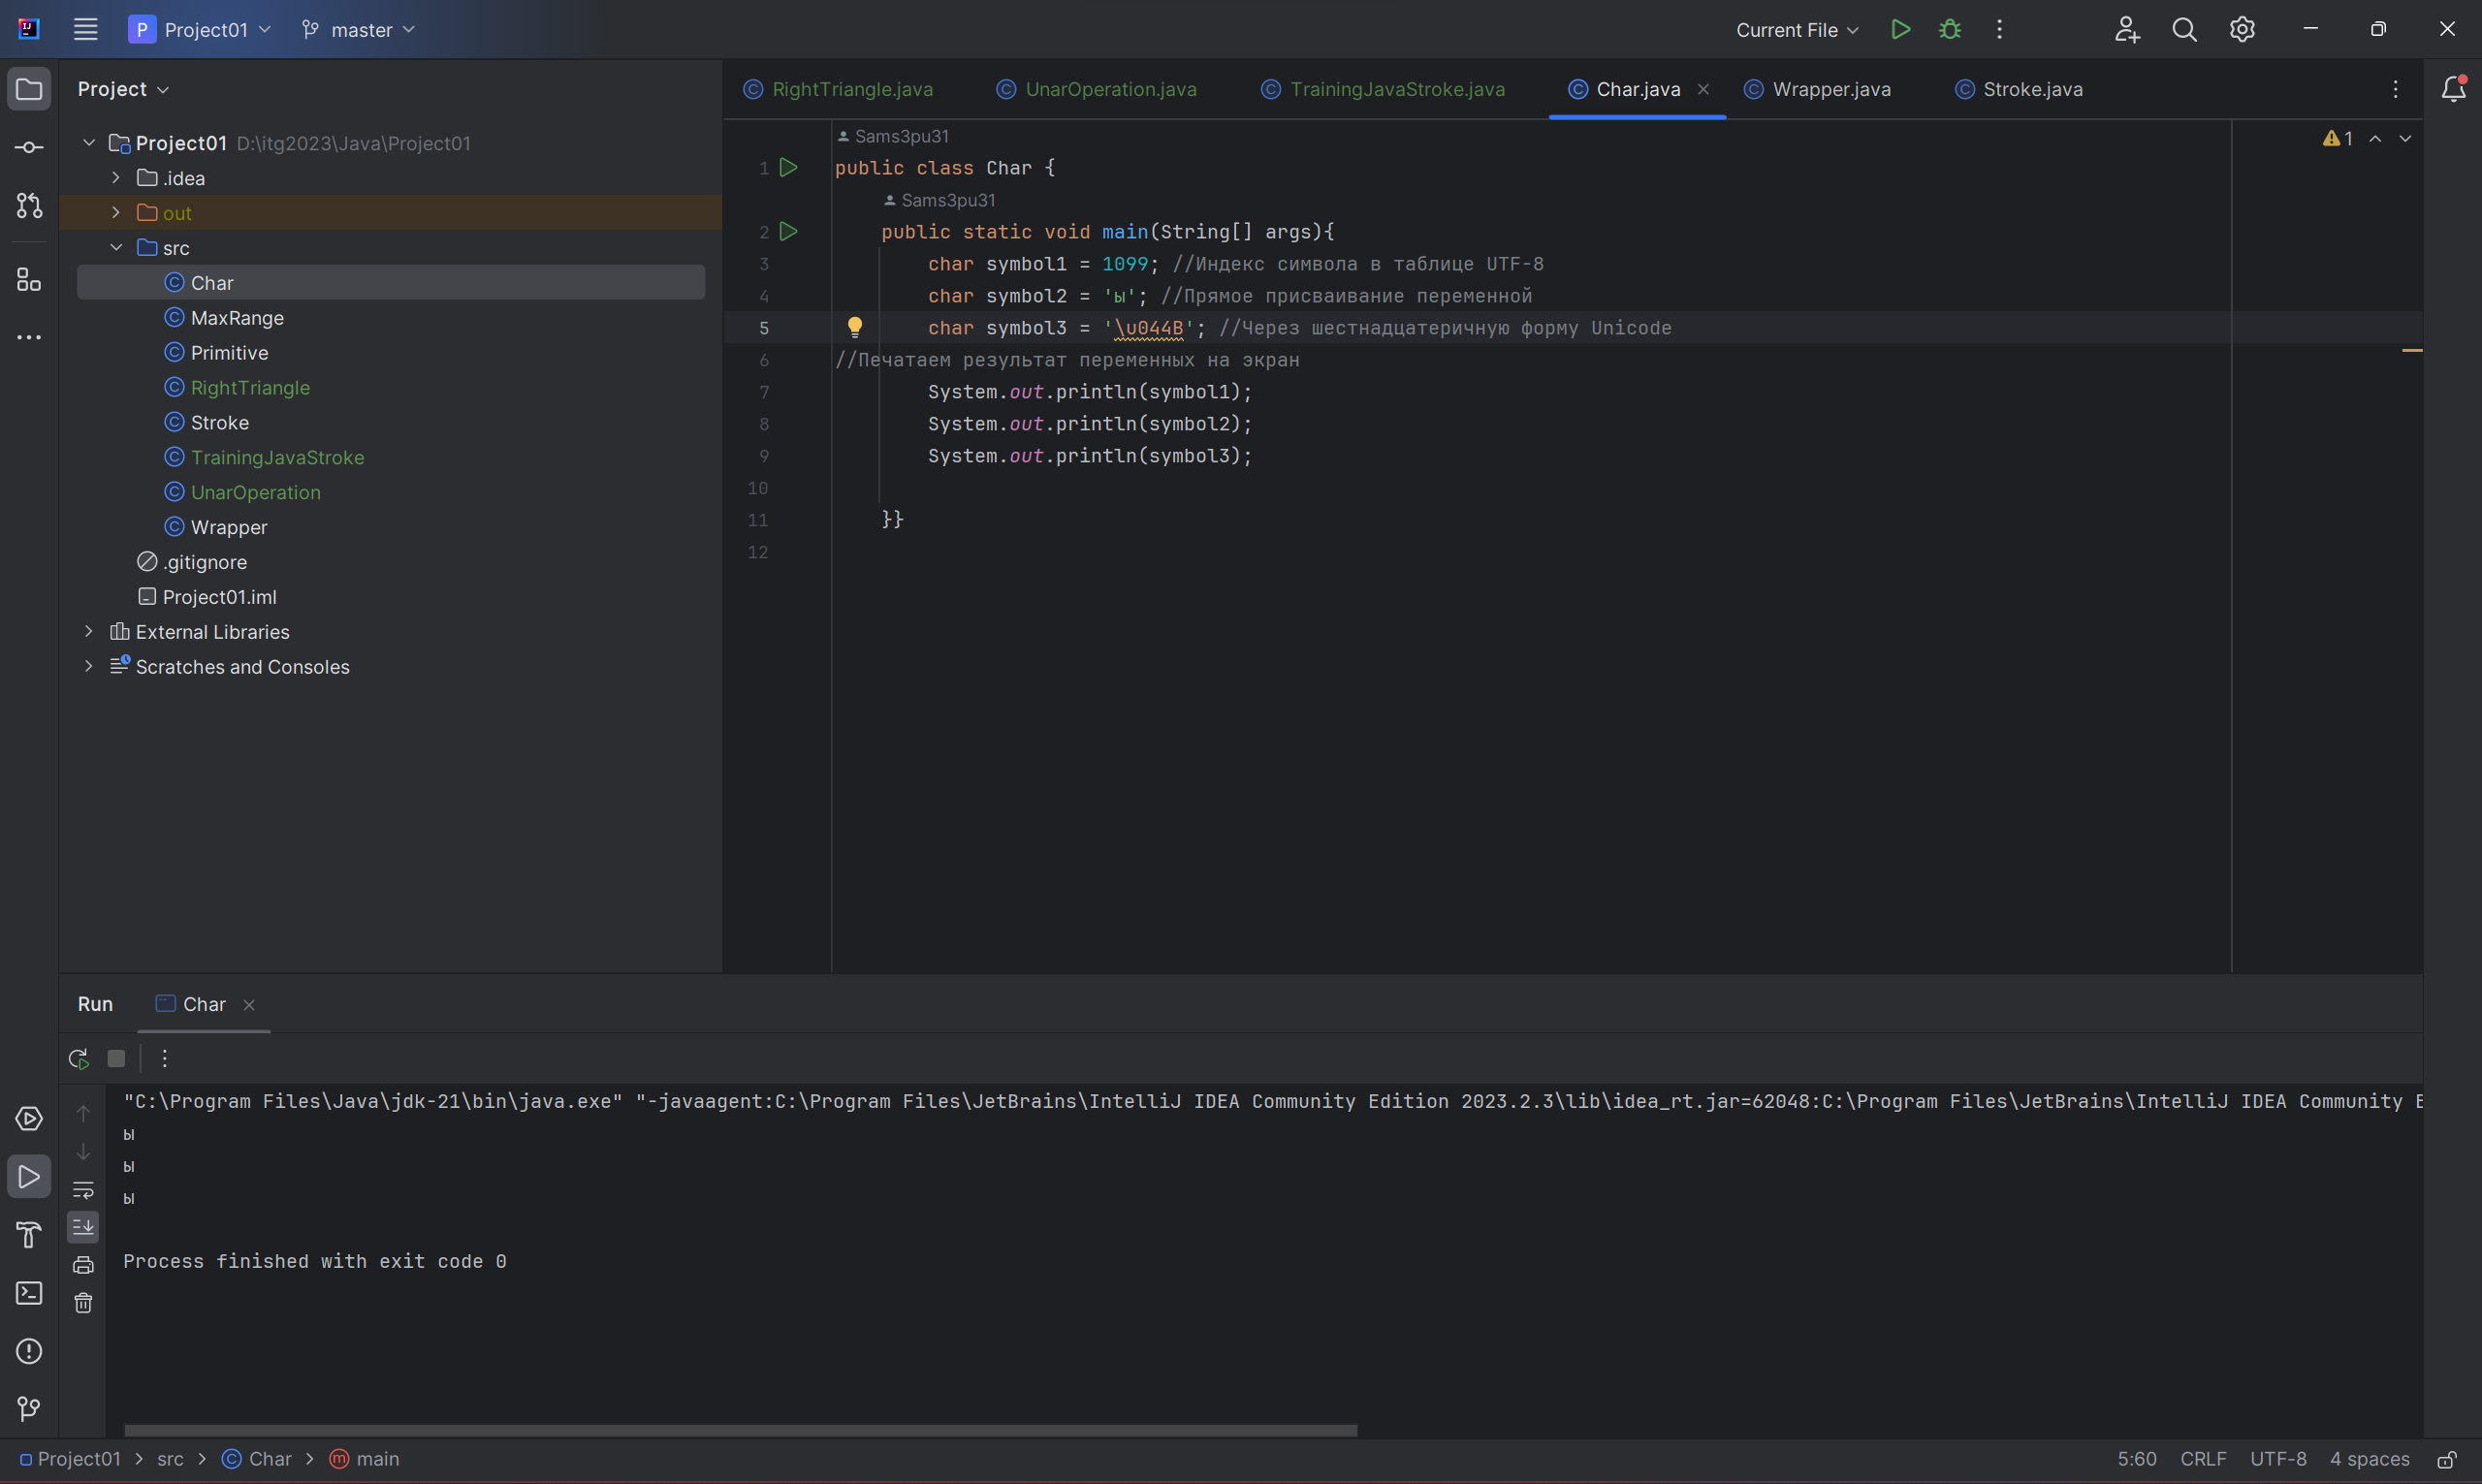 P Project01 master Current File
Project
RightTriangle.java UnarOperation.java TrainingJavaStroke.java Char.java Wrapper.java Stroke.java
Project01 D:\itg2023\Java\Project01
.idea
out
src
Char
MaxRange
Primitive
RightTriangle
Stroke
TrainingJavaStroke
UnarOperation
Wrapper
.gitignore
Project01.iml
External Libraries
Scratches and Consoles
Sams3pu31
1 public class Char {
Sams3pu31
2 public static void main(String[] args){
3 char symbol1 = 1099; //Индекс символа в таблице UTF-8
4 char symbol2 = 'ы'; //Прямое присваивание переменной
5 char symbol3 = '\u044B'; //Через шестнадцатеричную форму Unicode
6 //Печатаем результат переменных на экран
7 System.out.println(symbol1);
8 System.out.println(symbol2);
9 System.out.println(symbol3);
10
11 }}
12
1
Run Char
"C:\Program Files\Java\jdk-21\bin\java.exe" "-javaagent:C:\Program Files\JetBrains\IntelliJ IDEA Community Edition 2023.2.3\lib\idea_rt.jar=62048:C:\Program Files\JetBrains\IntelliJ IDEA Community E
ы
ы
ы
Process finished with exit code 0
Project01 > src > Char > main 5:60 CRLF UTF-8 4 spaces